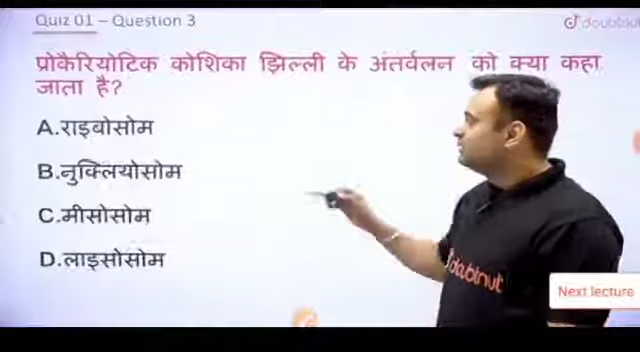 Quiz 01 – Question 3
doubtnut
प्रोकैरियोटिक कोशिका झिल्ली के अंतर्वलन को क्या कहा
जाता है?
A.राइबोसोम
B.नुक्लियोसोम
C.मीसोसोम
D.लाइसोसोम
doubtnut
Next lecture